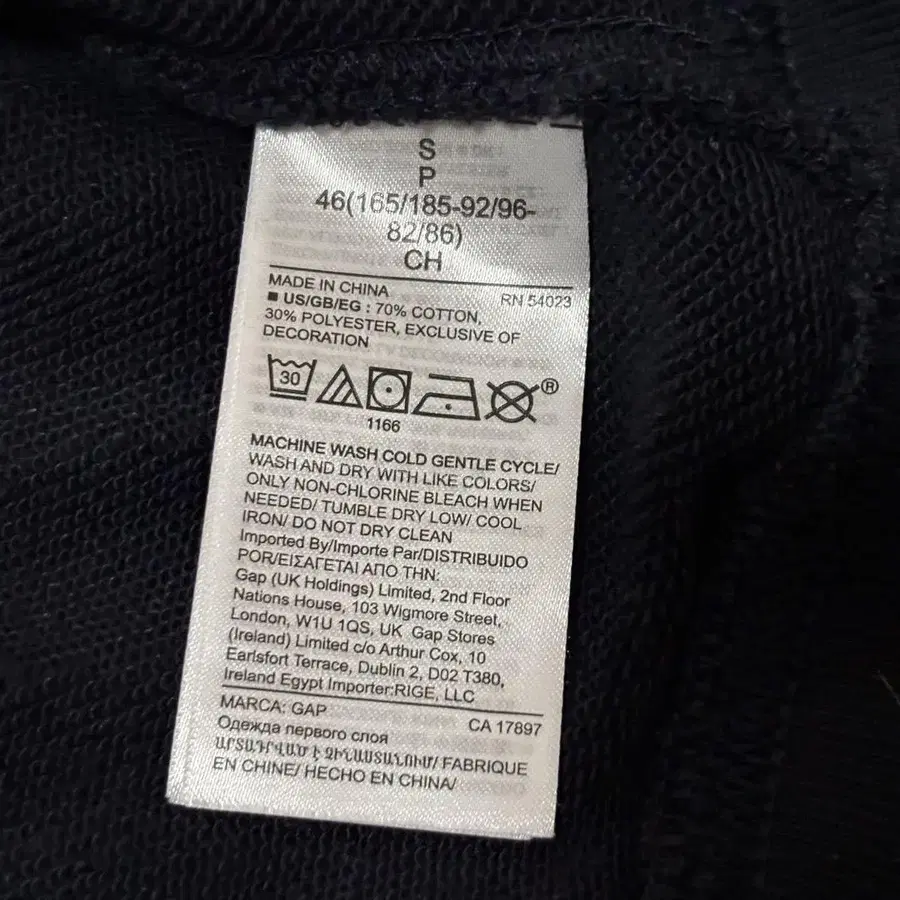 S
P
46(165/185-92/96-
82/86)
CH
MADE IN CHINA
RN 54023
■ US/GB/EG : 70% COTTON,
30% POLYESTER, EXCLUSIVE OF
DECORATION
30
®
1166
MACHINE WASH COLD GENTLE CYCLE/
WASH AND DRY WITH LIKE COLORS/
ONLY NON-CHLORINE BLEACH WHEN
NEEDED/ TUMBLE DRY LOW/ COOL
IRON/ DO NOT DRY CLEAN
Imported By/Importe Par/DISTRIBUIDO
POR/ΕΙΣΑΓΕΤΑΙ ΑΠΟ ΤΗΝ:
Gap (UK Holdings) Limited, 2nd Floor
Nations House, 103 Wigmore Street,
London, W1U 1QS, UK Gap Stores
(Ireland) Limited c/o Arthur Cox, 10
Earlsfort Terrace, Dublin 2, D02 T380,
Ireland Egypt Importer:RIGE, LLC
MARCA: GAP
CA 17897
Одежда первого слоя
ԱՐՏԱԴՐՎԱԾ Է ՉԻՆԱՍՏԱՆՈՒՄ/ FABRIQUE
EN CHINE/ HECHO EN CHINA/